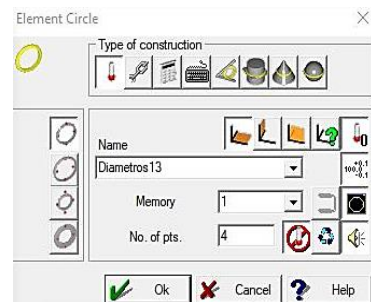 Element Circle
Type of construction
Name
Diametros13
Memory 1
No. of pts. 4
Ok Cancel ? Help